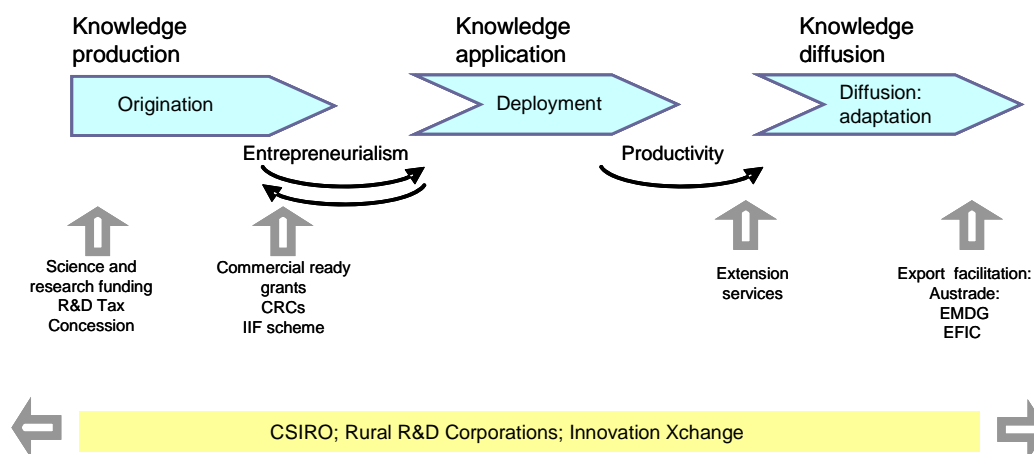 Knowledge
production
Knowledge
application
Knowledge
diffusion
Origination
Deployment
Diffusion:
adaptation
Entrepreneurialism
Productivity
Science and
research funding
R&D Tax
Concession
Commercial ready
grants
CRCs
IIF scheme
Extension
services
Export facilitation:
Austrade:
EMDG
EFIC
CSIRO; Rural R&D Corporations; Innovation Xchange